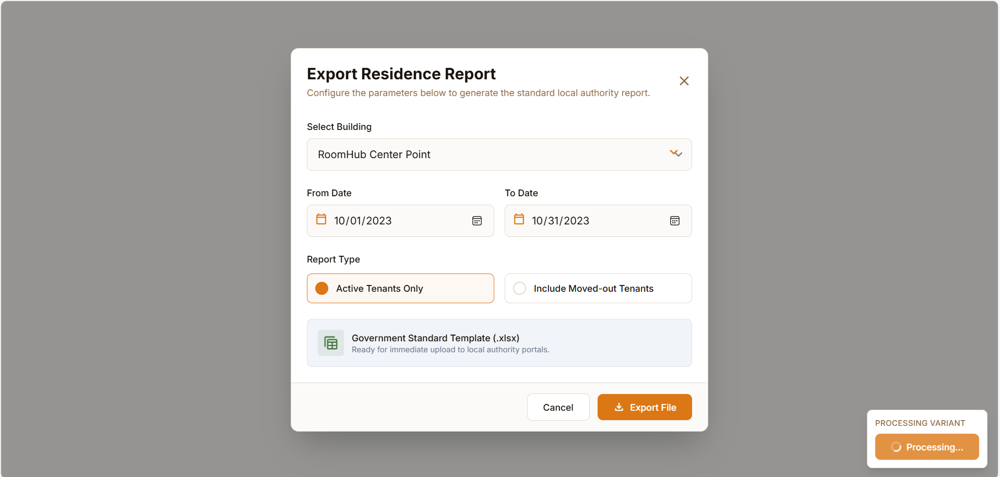 Export Residence Report
Configure the parameters below to generate the standard local authority report.
Select Building
RoomHub Center Point
From Date
To Date
10/01/2023
10/31/2023
Report Type
Active Tenants Only
Include Moved-out Tenants
Government Standard Template (.xlsx)
Ready for immediate upload to local authority portals.
Cancel
Export File
PROCESSING VARIANT
Processing...